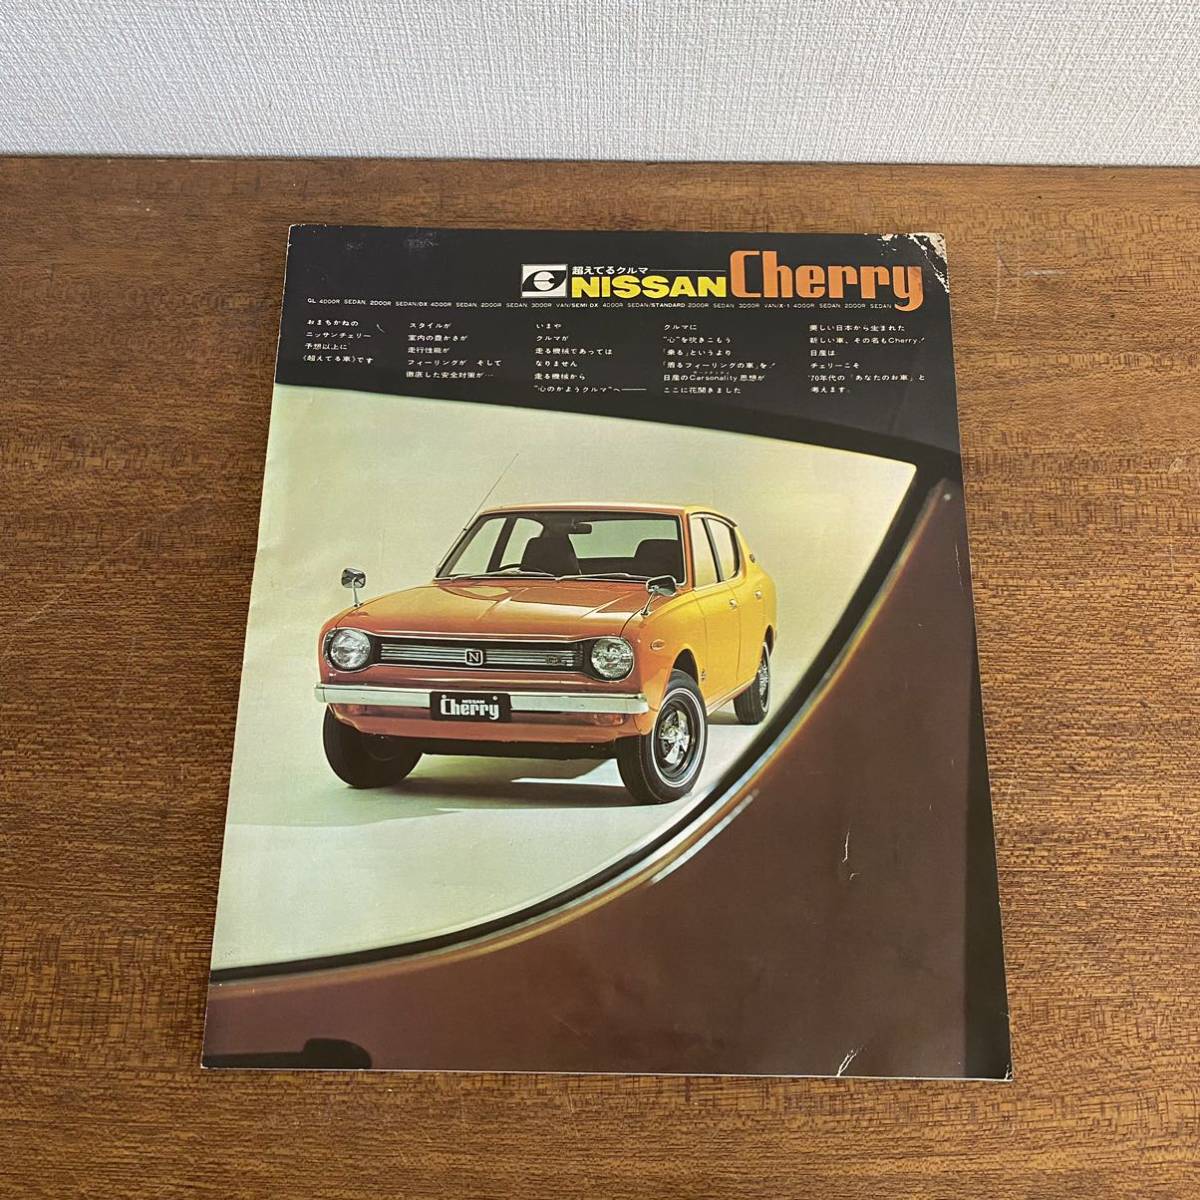 超えてるクルマ
NISSAN Cherry
GL 4DOOR SEDAN. 2DOOR SEDAN/DX 4DOOR SEDAN. 2DOOR SEDAN. 3DOOR VAN/SEMI DX 4DOOR SEDAN/STANDARD 2DOOR SEDAN. 3DOOR VAN/X-1 4DOOR SEDAN. 2DOOR SEDAN
おまちかねの
ニッサンチェリー
予想以上に
〈超えてる車〉です
スタイルが
室内の豊かさが
走行性能が
フィーリングが そして
徹底した安全対策が…
いまや
クルマが
走る機械であっては
なりません
走る機械から
"心のかようクルマ"へ――
クルマに
"心"を吹きこもう
「乗る」というより
「着るフィーリングの車」を!
日産のCarsonality思想が
ここに花開きました
美しい日本から生まれた
新しい車、その名もCherry!
日産は
チェリーこそ
'70年代の「あなたのお車」と
考えます。
N
NISSAN
Cherry